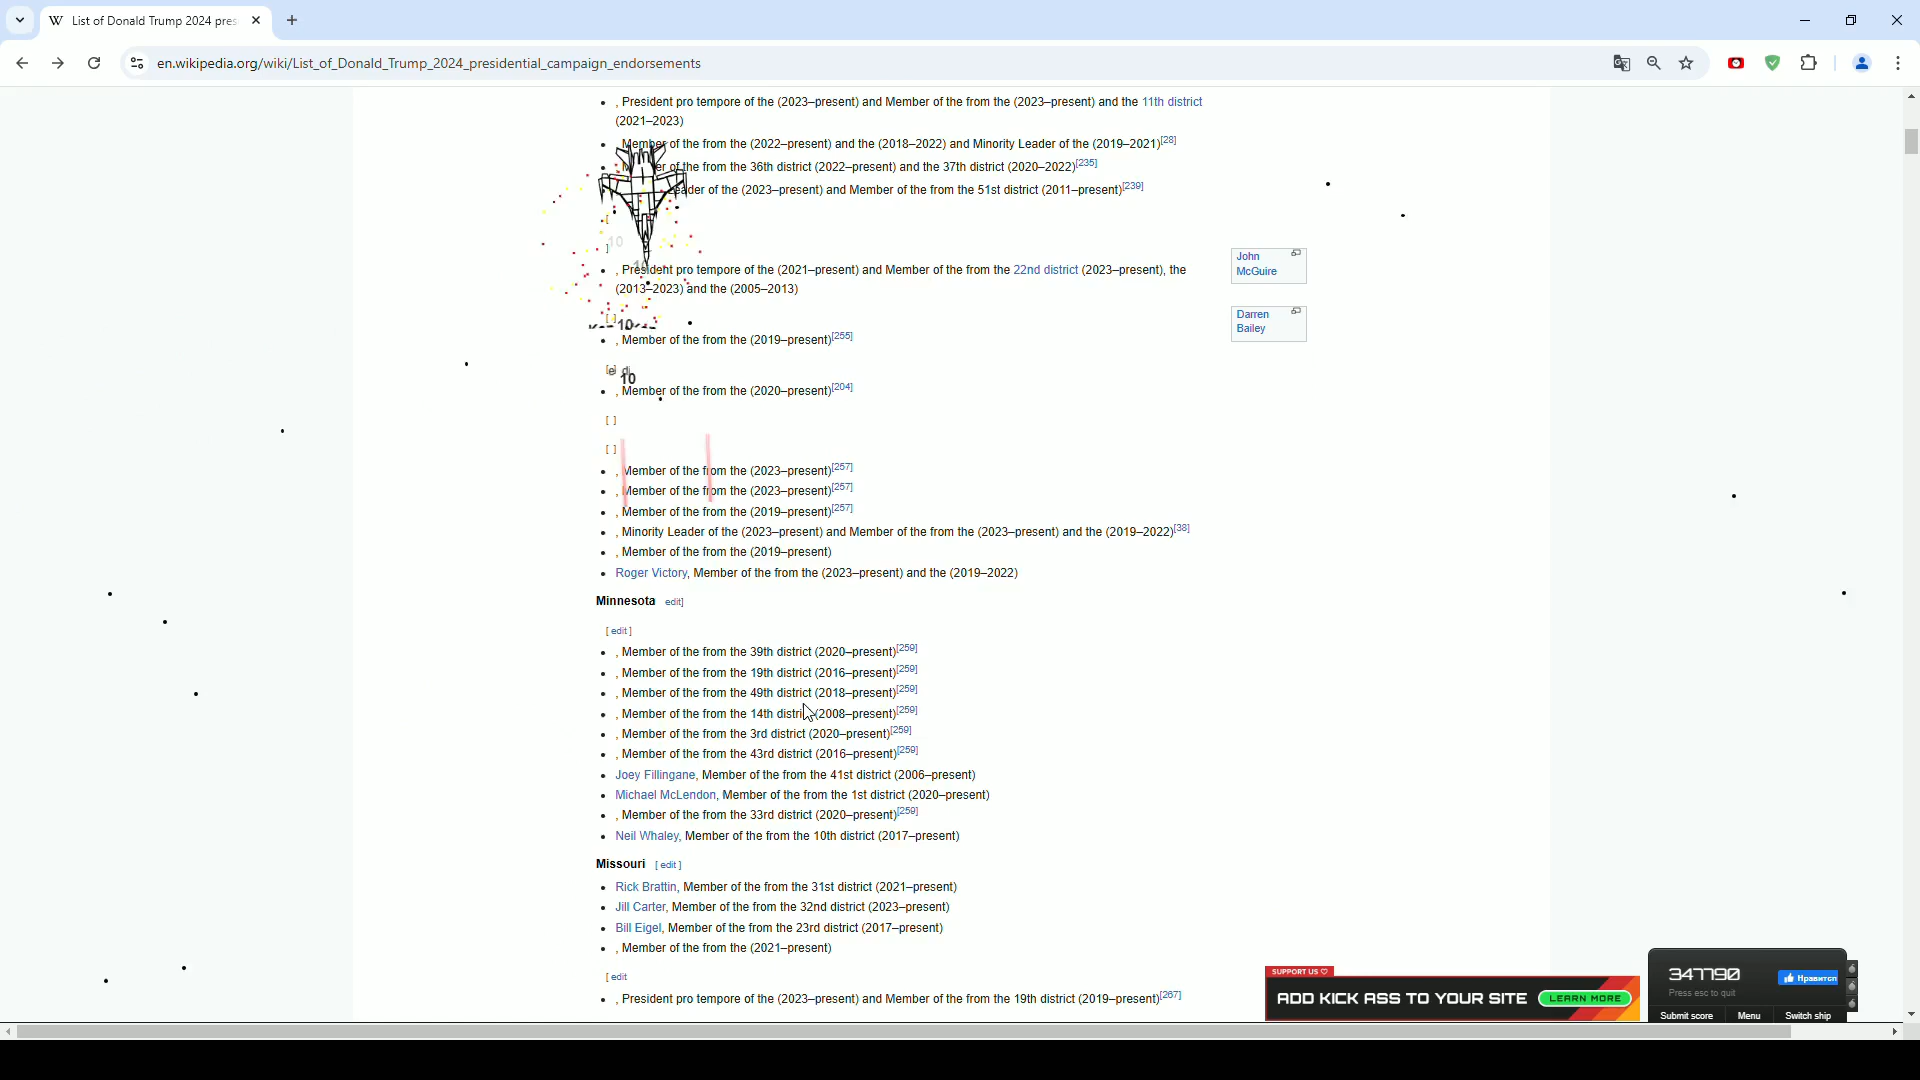 List of Donald Trump 2024 pres
en.wikipedia.org/wiki/List_of_Donald_Trump_2024_presidential_campaign_endorsements
, President pro tempore of the (2023–present) and Member of the from the (2023–present) and the 11th district
(2021–2023)
, Member of the from the (2022–present) and the (2018–2022) and Minority Leader of the (2019–2021)[28]
of the from the 36th district (2022–present) and the 37th district (2020–2022)[235]
eader of the (2023–present) and Member of the from the 51st district (2011–present)[239]
[
10
]
10
, President pro tempore of the (2021–present) and Member of the from the 22nd district (2023–present), the
(2013–2023) and the (2005–2013)
John
McGuire
Darren
Bailey
[ ]
10
, Member of the from the (2019–present)[255]
[e d
10
, Member of the from the (2020–present)[204]
[ ]
[ ]
, Member of the from the (2023–present)[257]
, Member of the from the (2023–present)[257]
, Member of the from the (2019–present)[257]
, Minority Leader of the (2023–present) and Member of the from the (2023–present) and the (2019–2022)[38]
, Member of the from the (2019–present)
Roger Victory, Member of the from the (2023–present) and the (2019–2022)
Minnesota edit]
[ edit ]
, Member of the from the 39th district (2020–present)[259]
, Member of the from the 19th district (2016–present)[259]
, Member of the from the 49th district (2018–present)[259]
, Member of the from the 14th distri (2008–present)[259]
, Member of the from the 3rd district (2020–present)[259]
, Member of the from the 43rd district (2016–present)[259]
Joey Fillingane, Member of the from the 41st district (2006–present)
Michael McLendon, Member of the from the 1st district (2020–present)
, Member of the from the 33rd district (2020–present)[259]
Neil Whaley, Member of the from the 10th district (2017–present)
Missouri [ edit ]
Rick Brattin, Member of the from the 31st district (2021–present)
Jill Carter, Member of the from the 32nd district (2023–present)
Bill Eigel, Member of the from the 23rd district (2017–present)
, Member of the from the (2021–present)
[ edit
, President pro tempore of the (2023–present) and Member of the from the 19th district (2019–present)[267]
SUPPORT US
ADD KICK ASS TO YOUR SITE LEARN MORE
347790
Нравится
Press esc to quit
Submit score Menu Switch ship